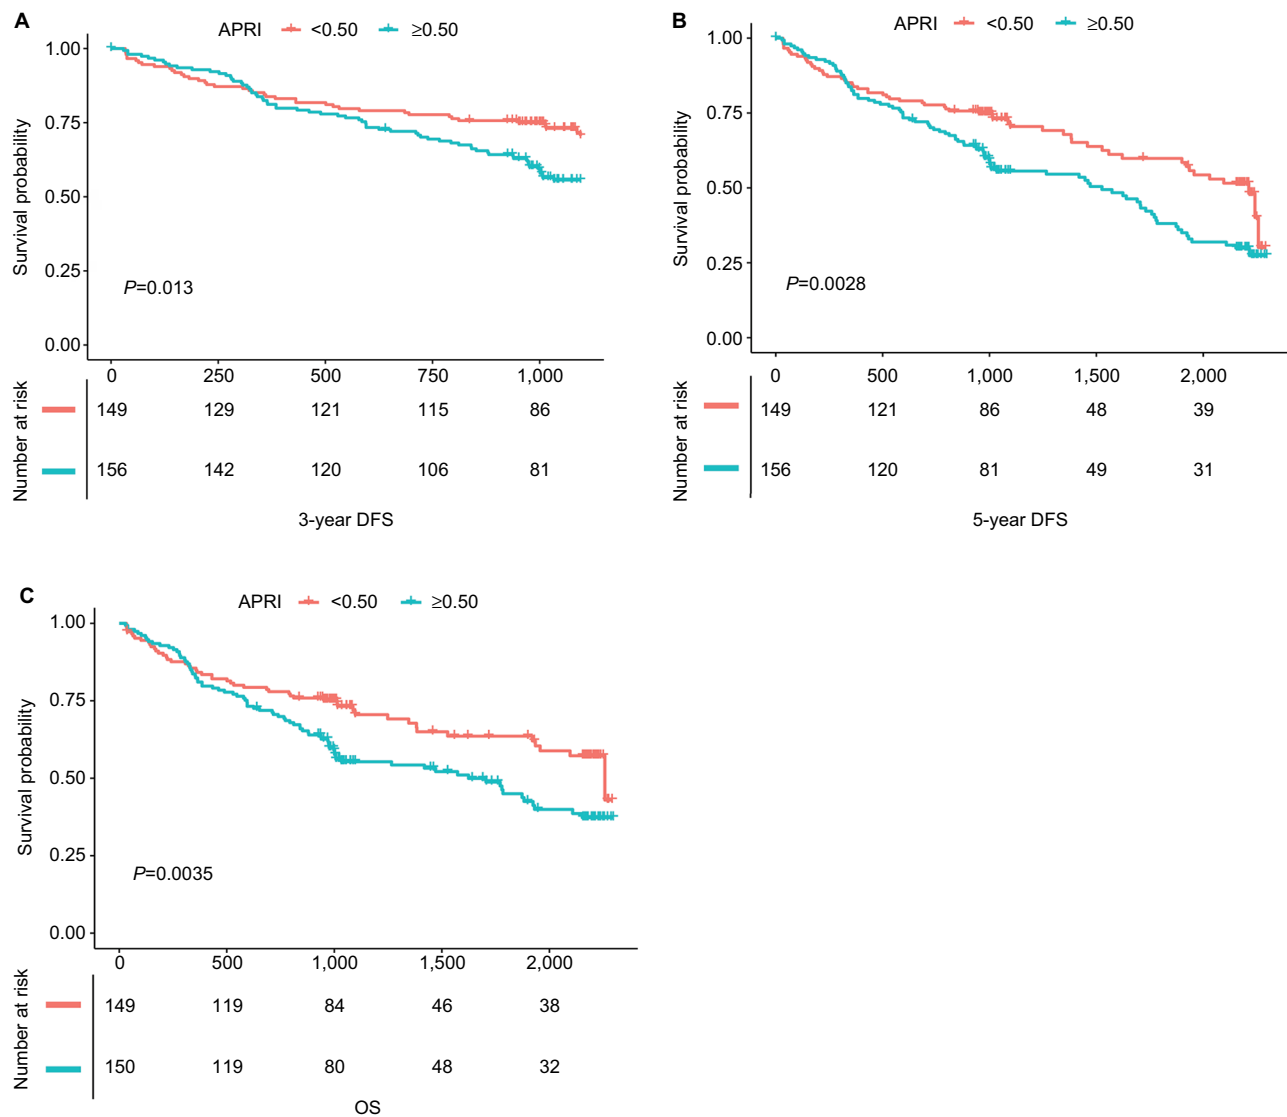 A
APRI <0.50 ≥0.50
Survival probability
1.00
0.75
0.50
0.25
0.00
P=0.013
0 250 500 750 1,000
Number at risk
149 129 121 115 86
156 142 120 106 81
3-year DFS
B
APRI <0.50 ≥0.50
Survival probability
1.00
0.75
0.50
0.25
0.00
P=0.0028
0 500 1,000 1,500 2,000
Number at risk
149 121 86 48 39
156 120 81 49 31
5-year DFS
C
APRI <0.50 ≥0.50
Survival probability
1.00
0.75
0.50
0.25
0.00
P=0.0035
0 500 1,000 1,500 2,000
Number at risk
149 119 84 46 38
150 119 80 48 32
OS